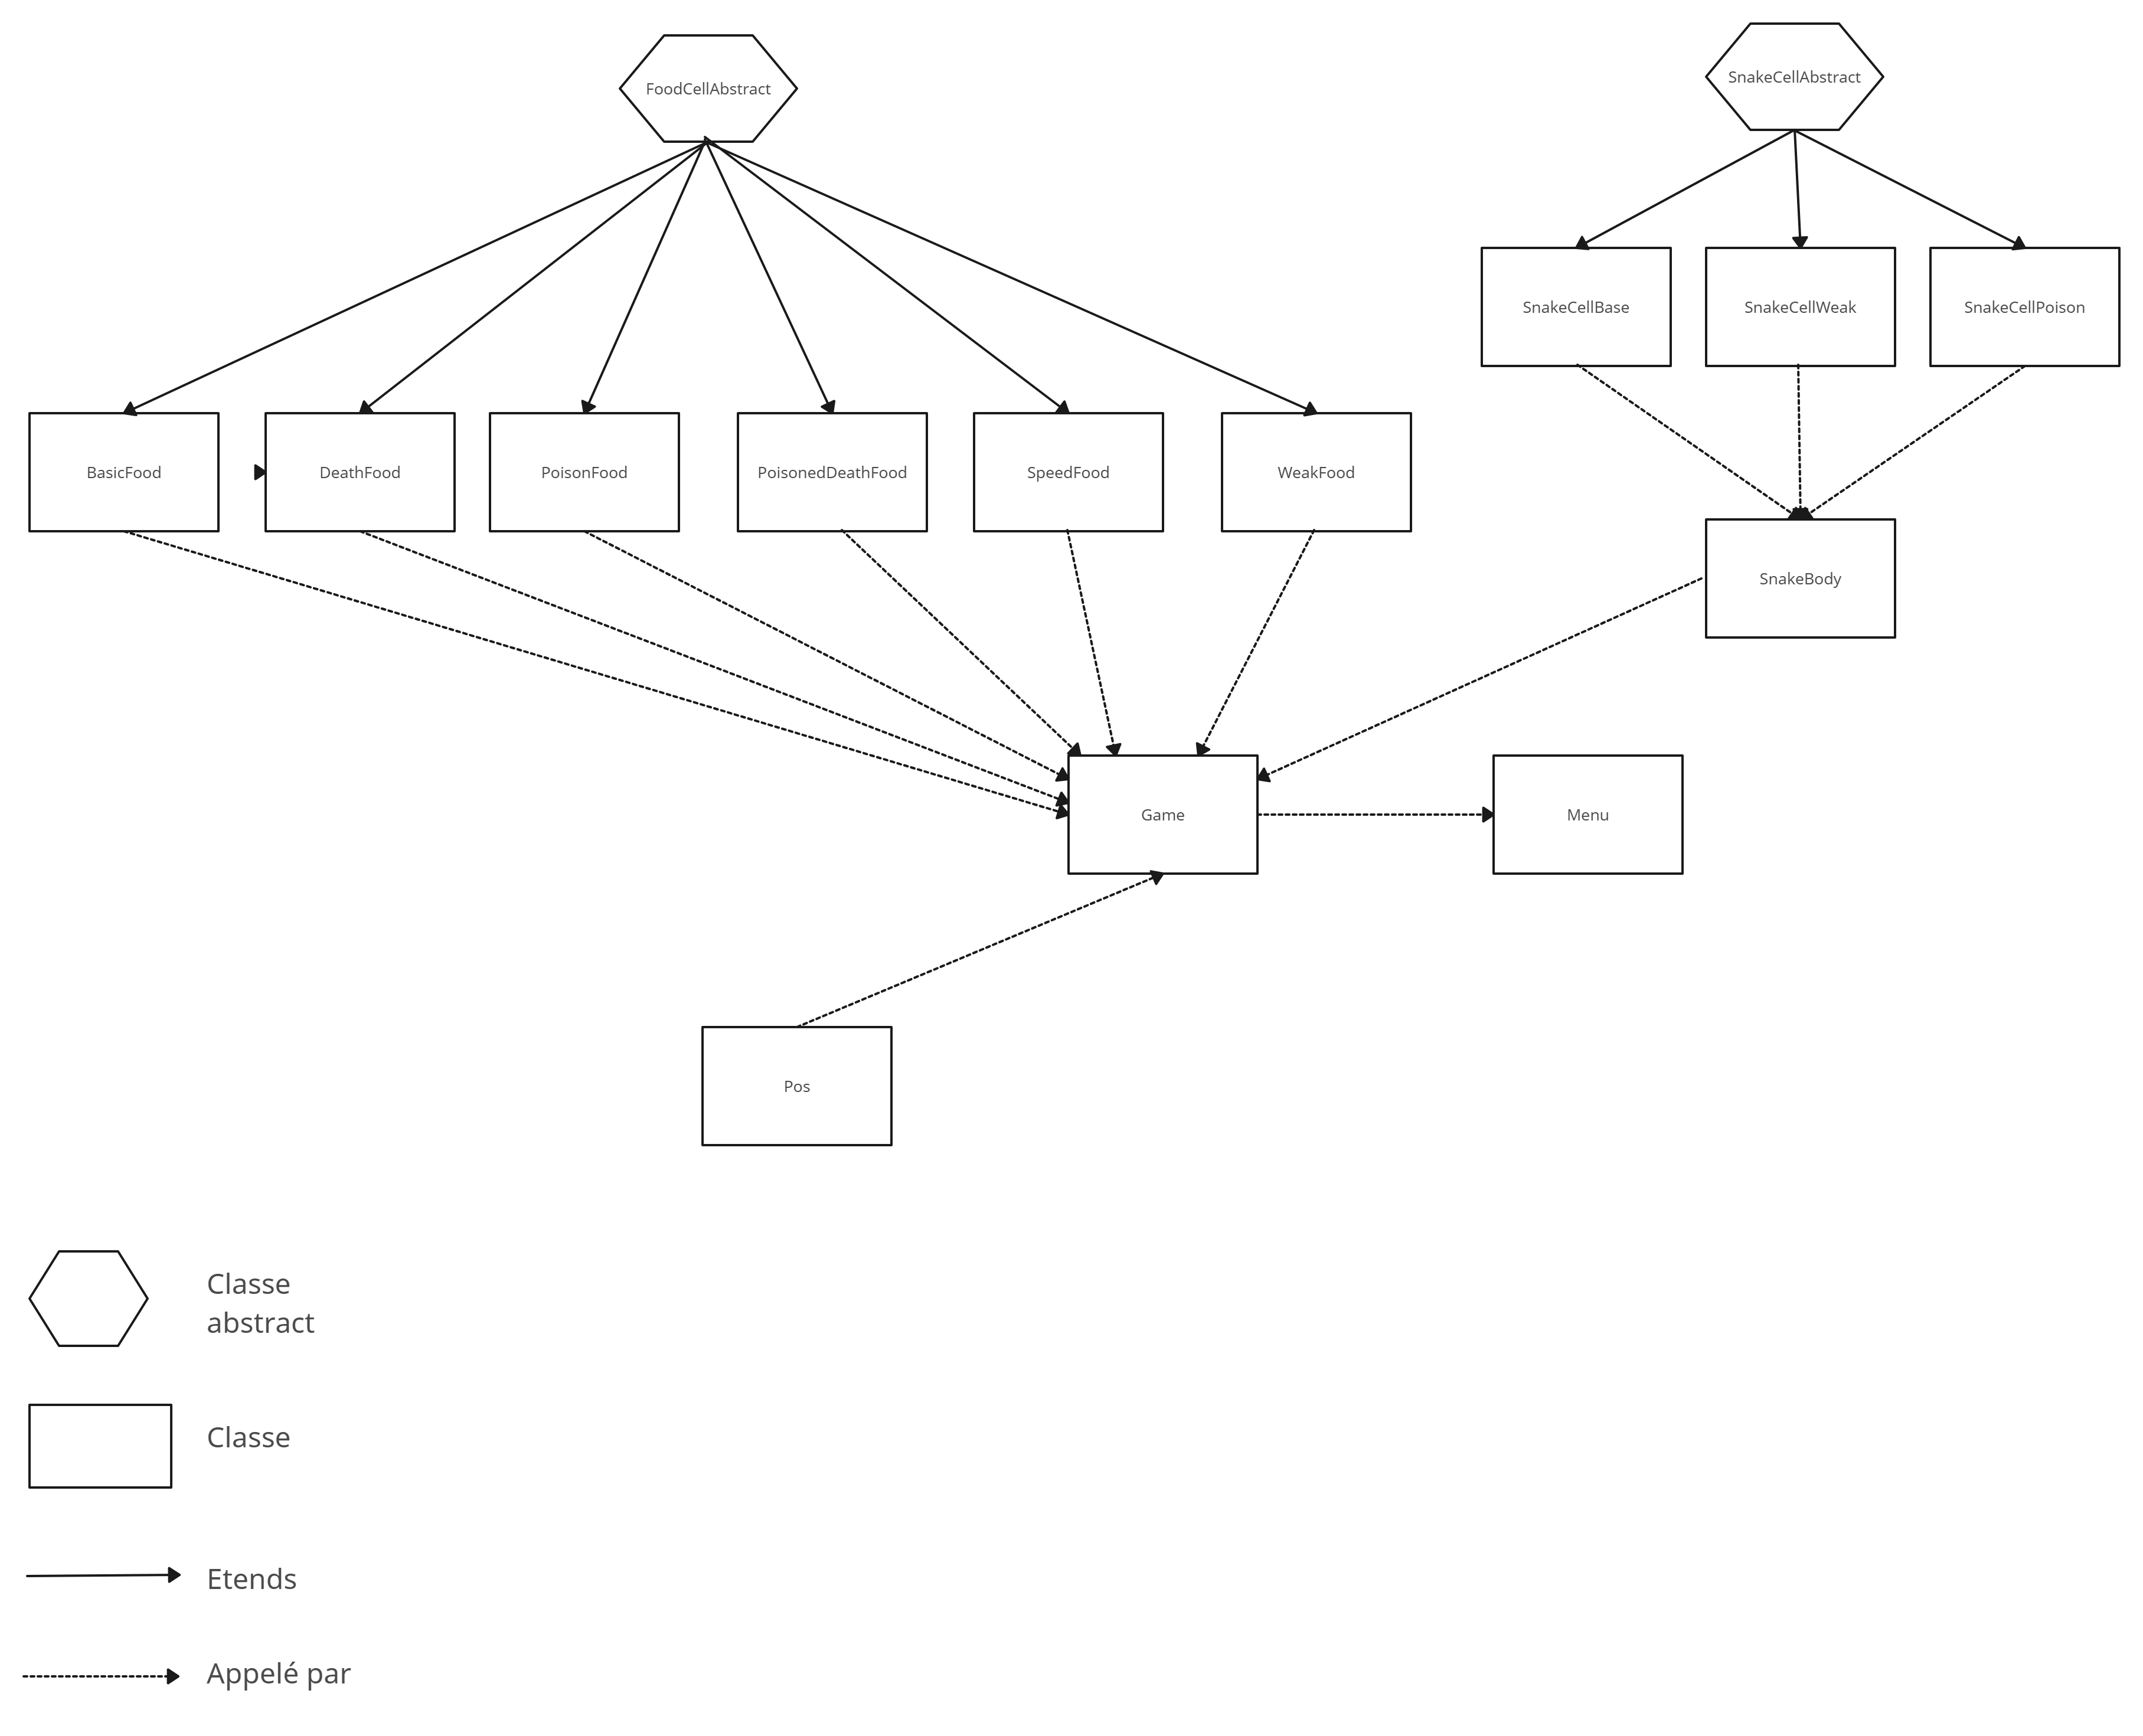 FoodCellAbstract
SnakeCellAbstract
SnakeCellBase
SnakeCellWeak
SnakeCellPoison
BasicFood
DeathFood
PoisonFood
PoisonedDeathFood
SpeedFood
WeakFood
SnakeBody
Game
Menu
Pos
Classe
abstract
Classe
Etends
Appelé par